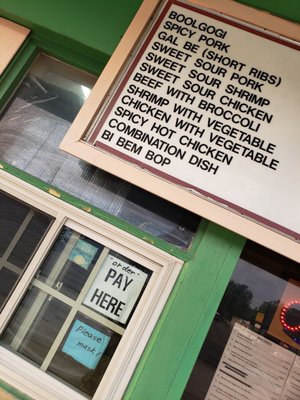 BOOLGOGI
SPICY PORK
GAL BE (SHORT RIBS)
SWEET SOUR PORK
SWEET SOUR SHRIMP
SWEET SOUR CHICKEN
BEEF WITH BROCCOLI
SHRIMP WITH VEGETABLE
CHICKEN WITH VEGETABLE
SPICY HOT CHICKEN
COMBINATION DISH
BI BEM BOP
order
PAY
HERE
Please
mask!